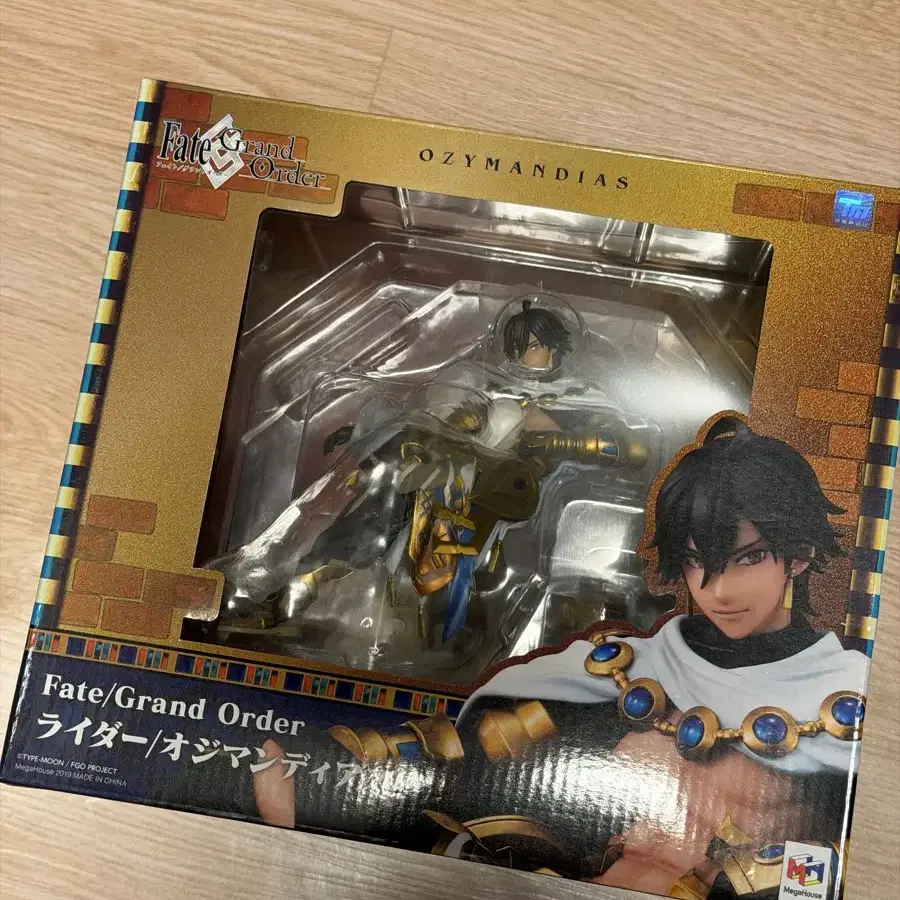 Fate
Grand
Order
OZYMANDIAS
Fate/Grand Order
ライダー/オジマンディア
©TYPE-MOON / FGO PROJECT
MegaHouse 2019 MADE IN CHINA
MegaHouse